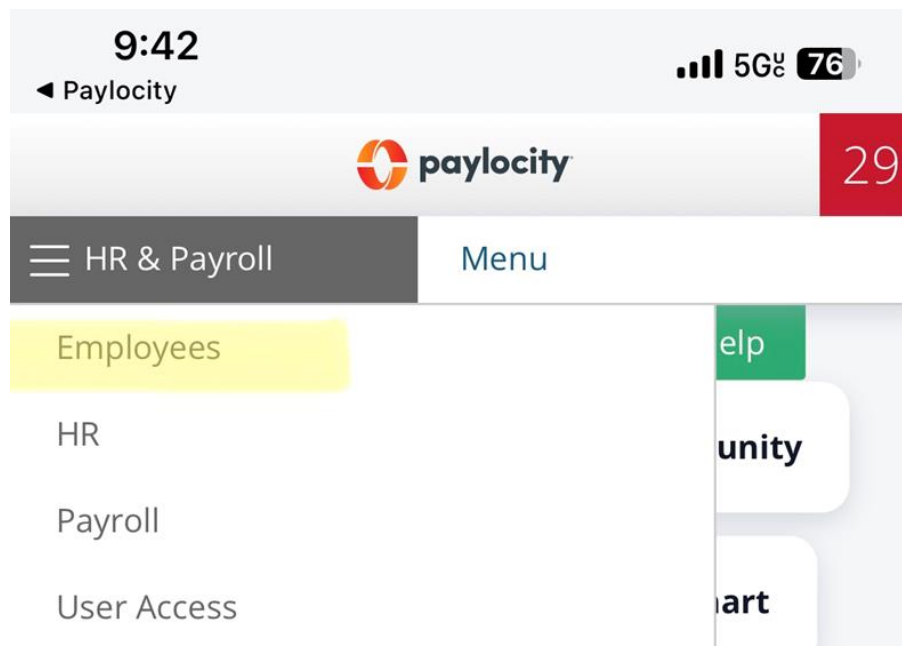 9:42
◀ Paylocity
5G
76
paylocity
29
HR & Payroll
Menu
Employees
elp
HR
unity
Payroll
User Access
art